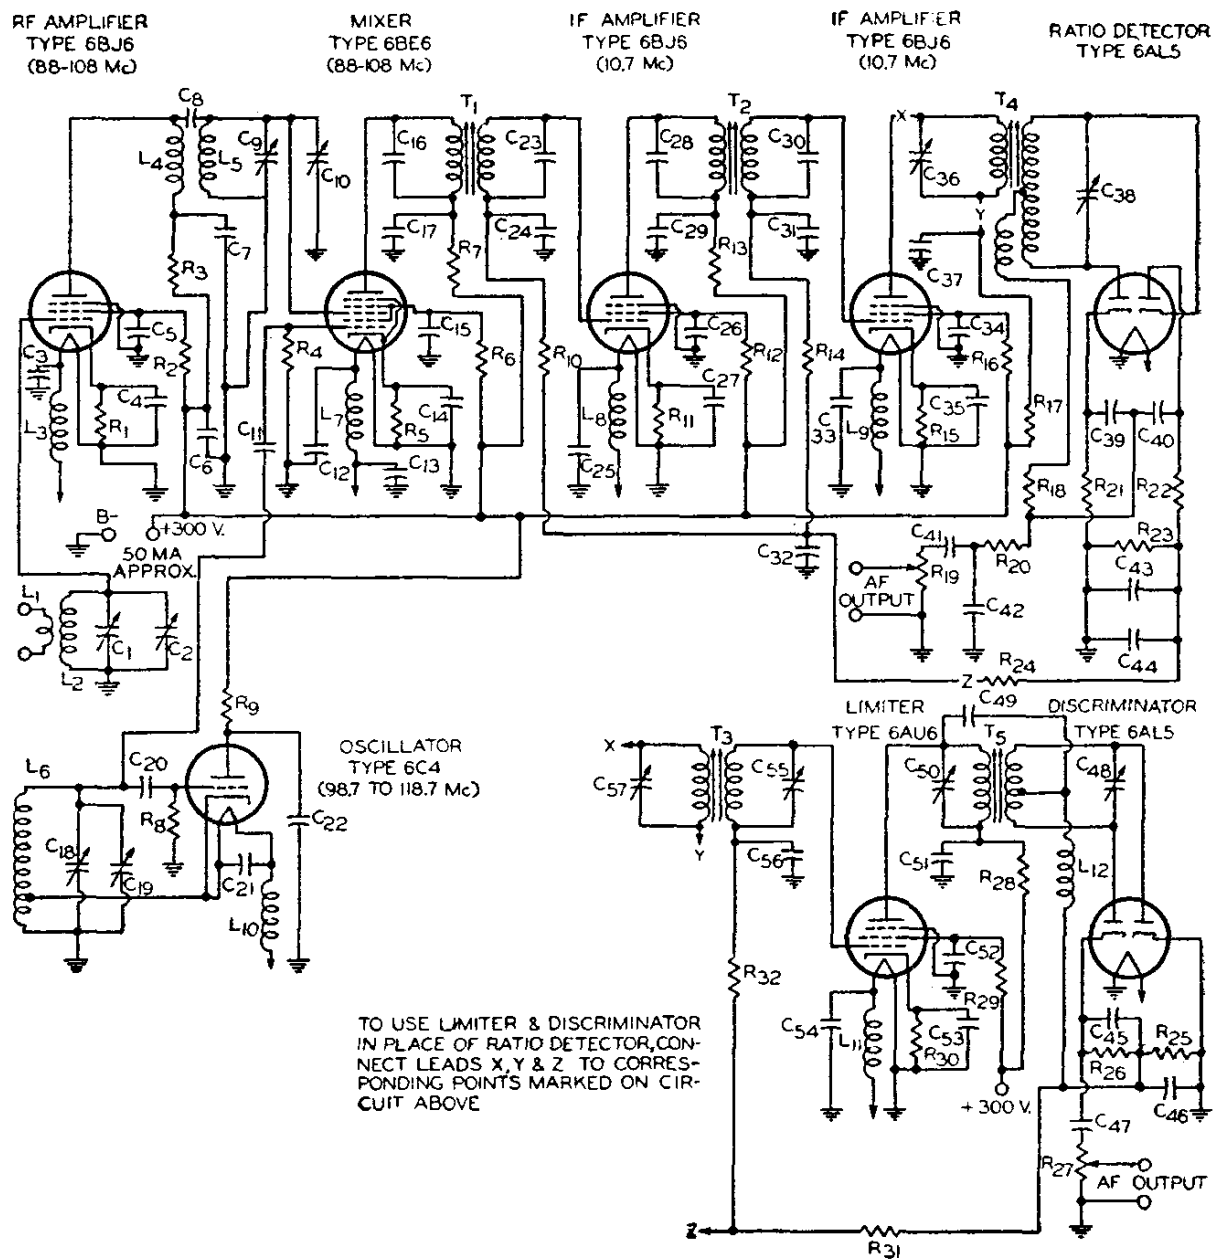 RF AMPLIFIER
TYPE 6BJ6
(88-108 Mc)
MIXER
TYPE 6BE6
(88-108 Mc)
IF AMPLIFIER
TYPE 6BJ6
(10.7 Mc)
IF AMPLIFIER
TYPE 6BJ6
(10.7 Mc)
RATIO DETECTOR
TYPE 6AL5
C8
T1
T2
X
T4
L4
L5
C9
C10
C16
C23
C28
C30
C36
C38
C7
C17
C24
C29
C31
Y
R3
R7
R13
C37
C3
C5
R2
R4
C15
R6
R10
C26
R12
R14
C34
R16
L3
C4
R1
C6
C11
L7
C12
R5
C14
C13
L8
C25
R11
C27
C33
L9
R15
C35
R17
C39
C40
R18
R21
R22
B-
+300 V.
50 MA
APPROX.
C32
C41
R19
R20
AF
OUTPUT
C42
R23
C43
C44
L1
L2
C1
C2
R24
Z
R9
LIMITER
TYPE 6AU6
C49
DISCRIMINATOR
TYPE 6AL5
OSCILLATOR
TYPE 6C4
(98.7 TO 118.7 Mc)
T3
T5
X
C57
C55
C50
C48
L6
C20
R8
C18
C19
C21
L10
C22
Y
C56
C51
R28
L12
R32
C52
R29
C54
L11
C53
R30
+300 V.
C45
R25
R26
C46
C47
R27
AF OUTPUT
TO USE LIMITER & DISCRIMINATOR
IN PLACE OF RATIO DETECTOR, CON-
NECT LEADS X, Y & Z TO CORRES-
PONDING POINTS MARKED ON CIR-
CUIT ABOVE
Z
R31